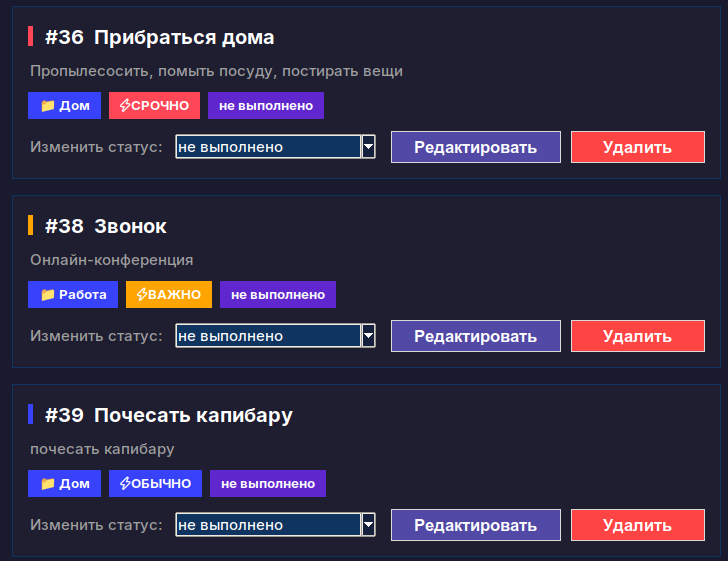 #36 Прибраться дома
Пропылесосить, помыть посуду, постирать вещи
📁 Дом ⚡СРОЧНО не выполнено
Изменить статус: не выполнено Редактировать Удалить
#38 Звонок
Онлайн-конференция
📁 Работа ⚡ВАЖНО не выполнено
Изменить статус: не выполнено Редактировать Удалить
#39 Почесать капибару
почесать капибару
📁 Дом ⚡ОБЫЧНО не выполнено
Изменить статус: не выполнено Редактировать Удалить